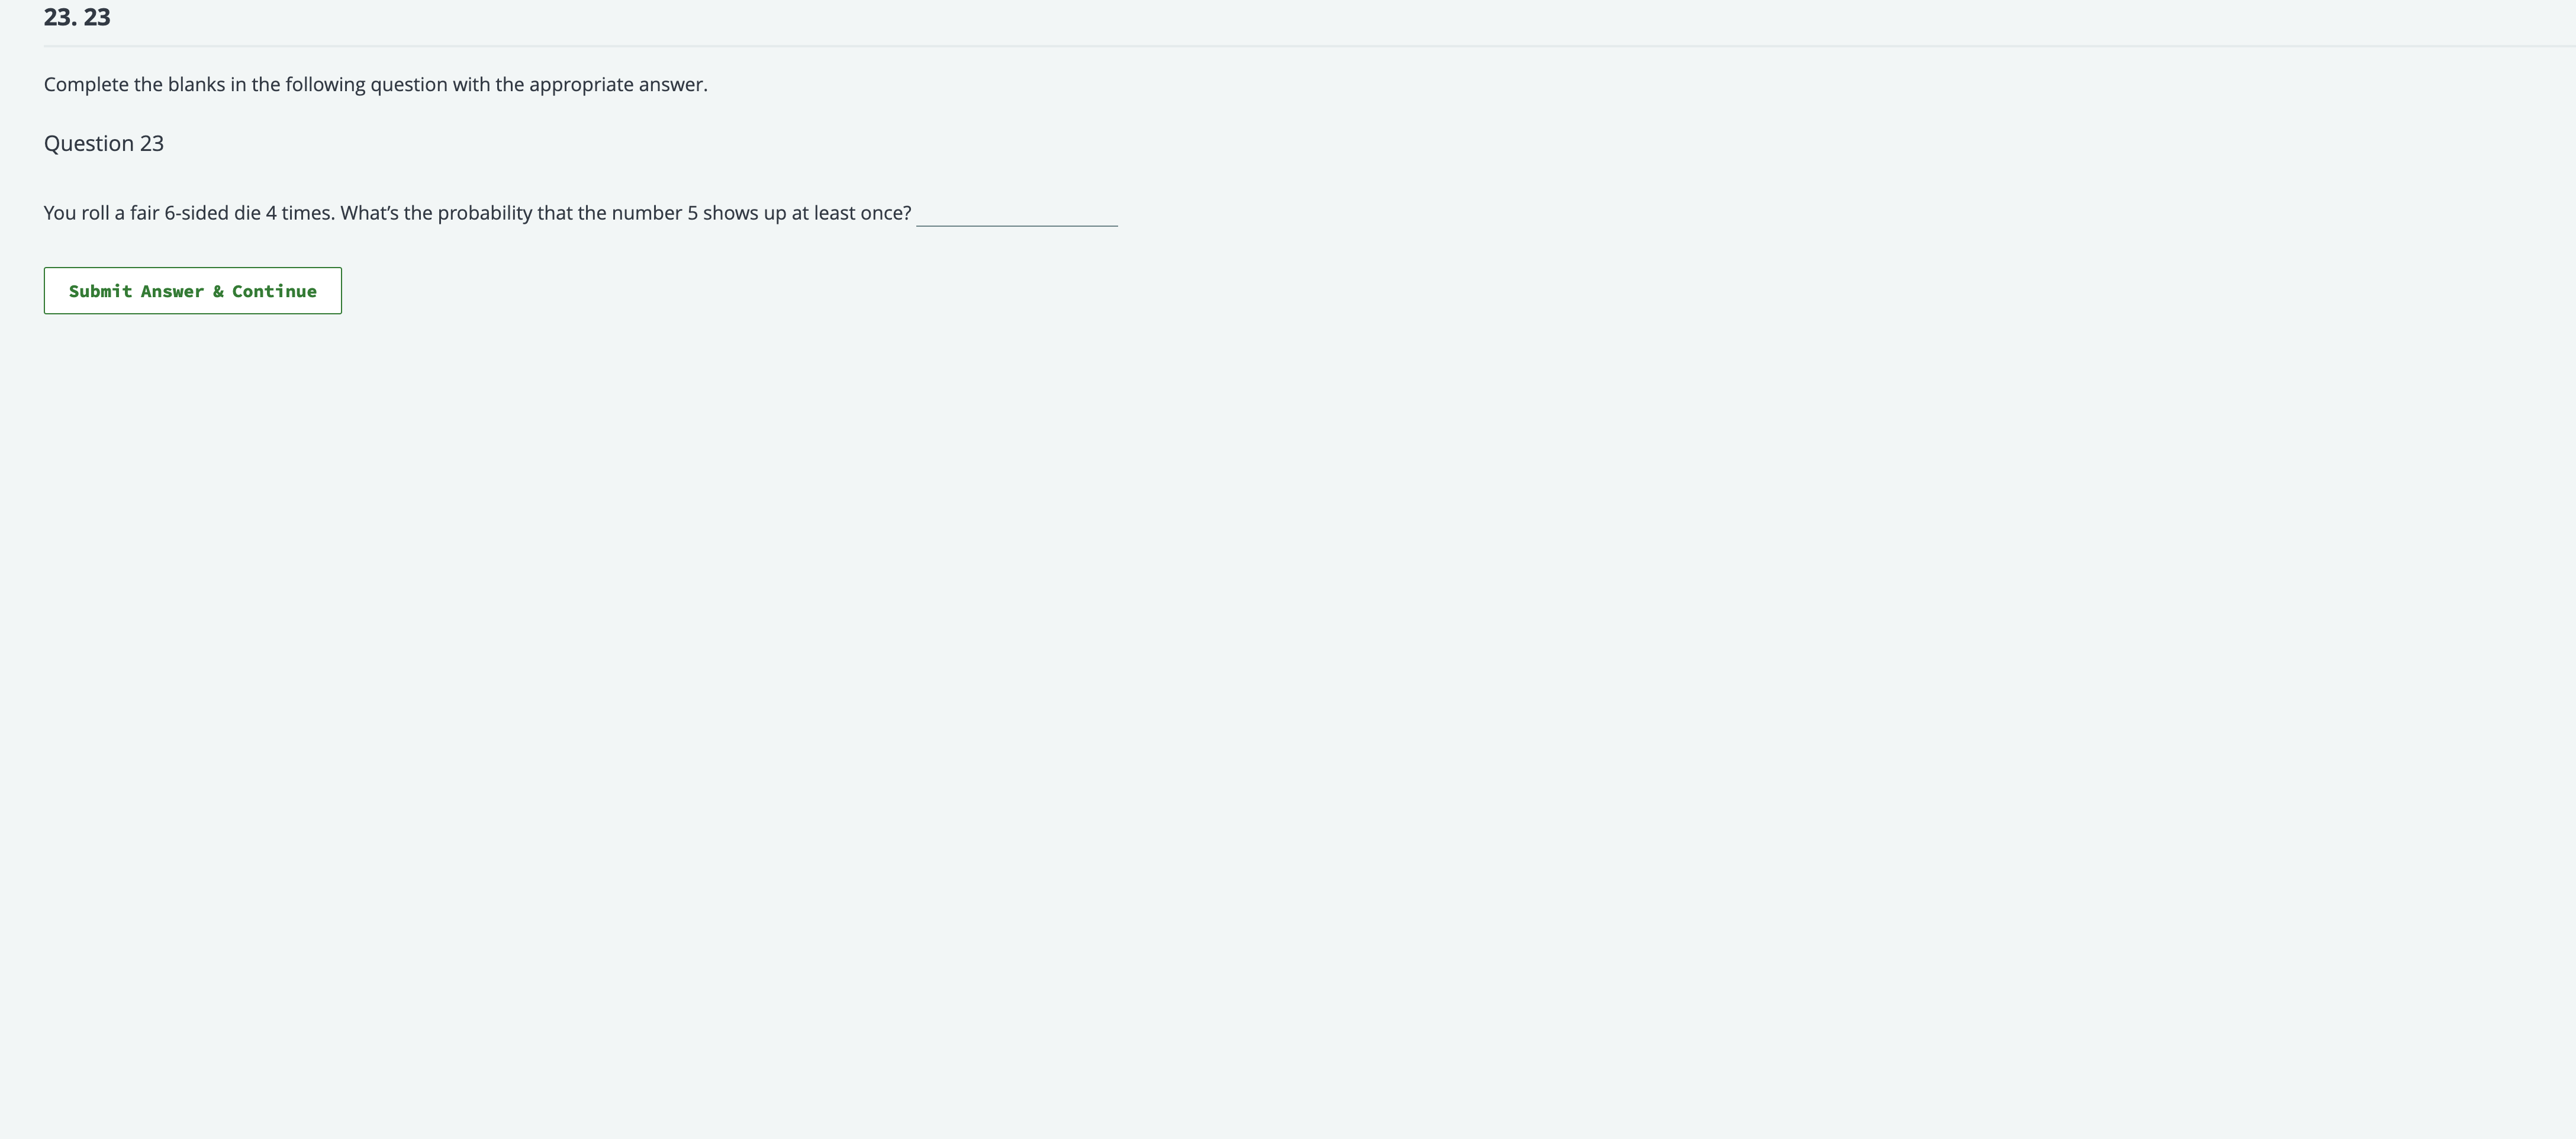 23. 23
Complete the blanks in the following question with the appropriate answer.
Question 23
You roll a fair 6-sided die 4 times. What’s the probability that the number 5 shows up at least once?
Submit Answer & Continue